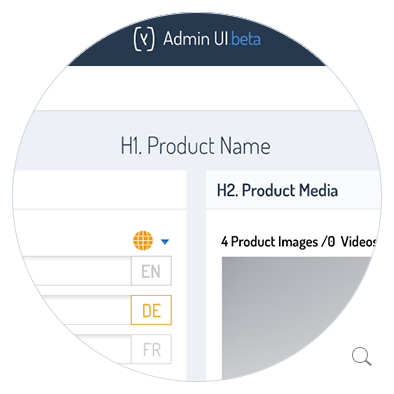 Admin UI.beta
H1. Product Name
H2. Product Media
4 Product Images /0 Videos
EN
DE
FR